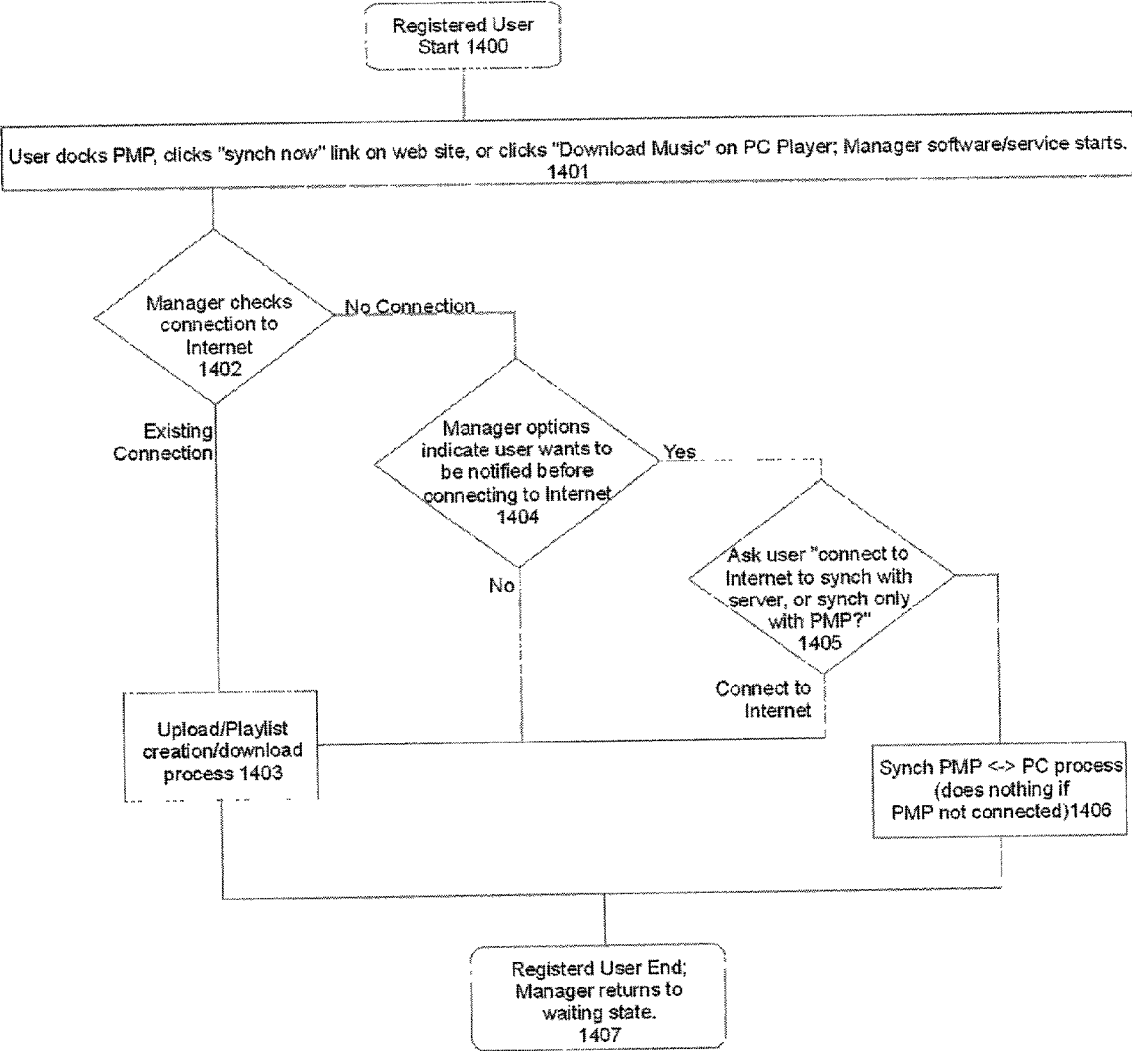 Registered User
Start 1400
User docks PMP, clicks "synch now" link on web site, or clicks "Download Music" on PC Player; Manager software/service starts.
1401
Manager checks
connection to
Internet
1402
No Connection
Existing
Connection
Manager options
indicate user wants to
be notified before
connecting to Internet
1404
Yes
No
Ask user "connect to
Internet to synch with
server, or synch only
with PMP?"
1405
Connect to
Internet
Upload/Playlist
creation/download
process 1403
Synch PMP <-> PC process
(does nothing if
PMP not connected)1406
Registerd User End;
Manager returns to
waiting state.
1407